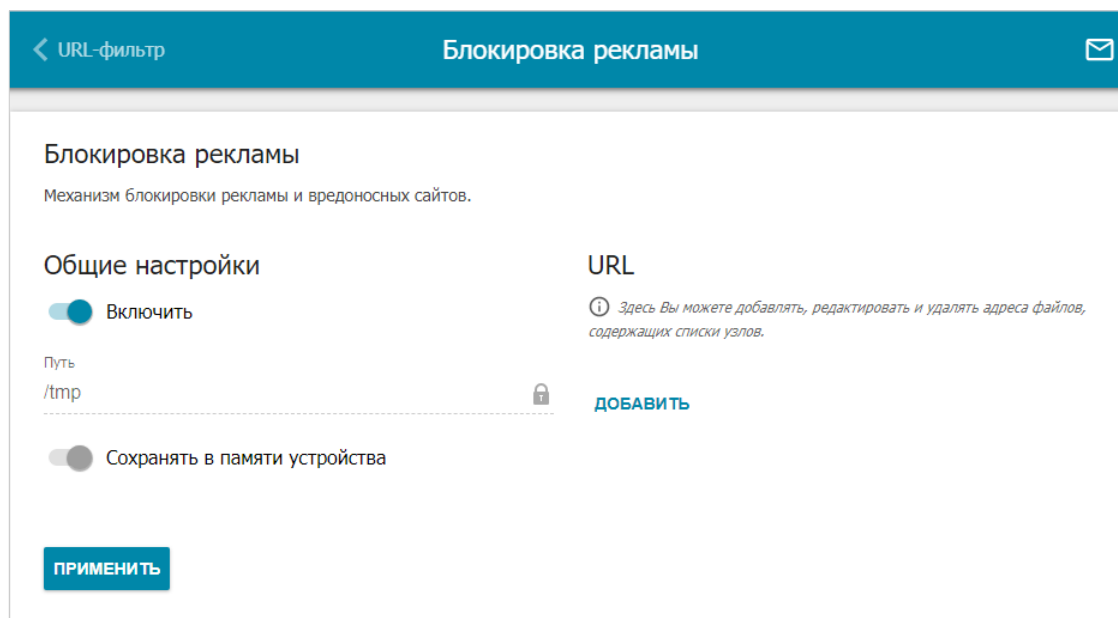 URL-фильтр
Блокировка рекламы
Блокировка рекламы
Механизм блокировки рекламы и вредоносных сайтов.
Общие настройки
Включить
Путь
/tmp
Сохранять в памяти устройства
ПРИМЕНИТЬ
URL
Здесь Вы можете добавлять, редактировать и удалять адреса файлов,
содержащих списки узлов.
ДОБАВИТЬ